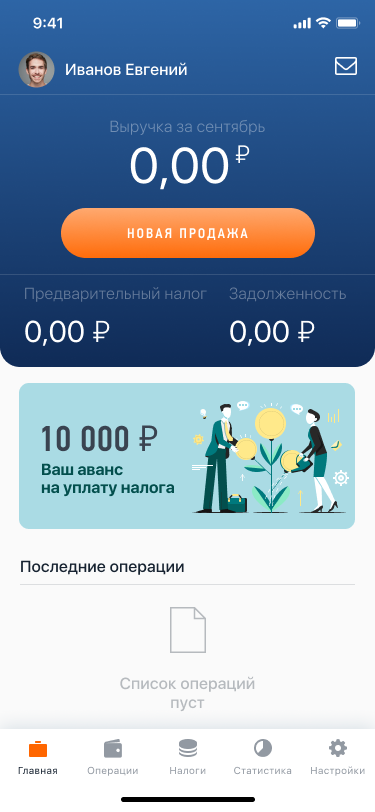 9:41
Иванов Евгений
Выручка за сентябрь
0,00 ₽
НОВАЯ ПРОДАЖА
Предварительный налог
Задолженность
0,00 ₽
0,00 ₽
10 000 ₽
Ваш аванс
на уплату налога
Последние операции
Список операций
пуст
Главная
Операции
Налоги
Статистика
Настройки